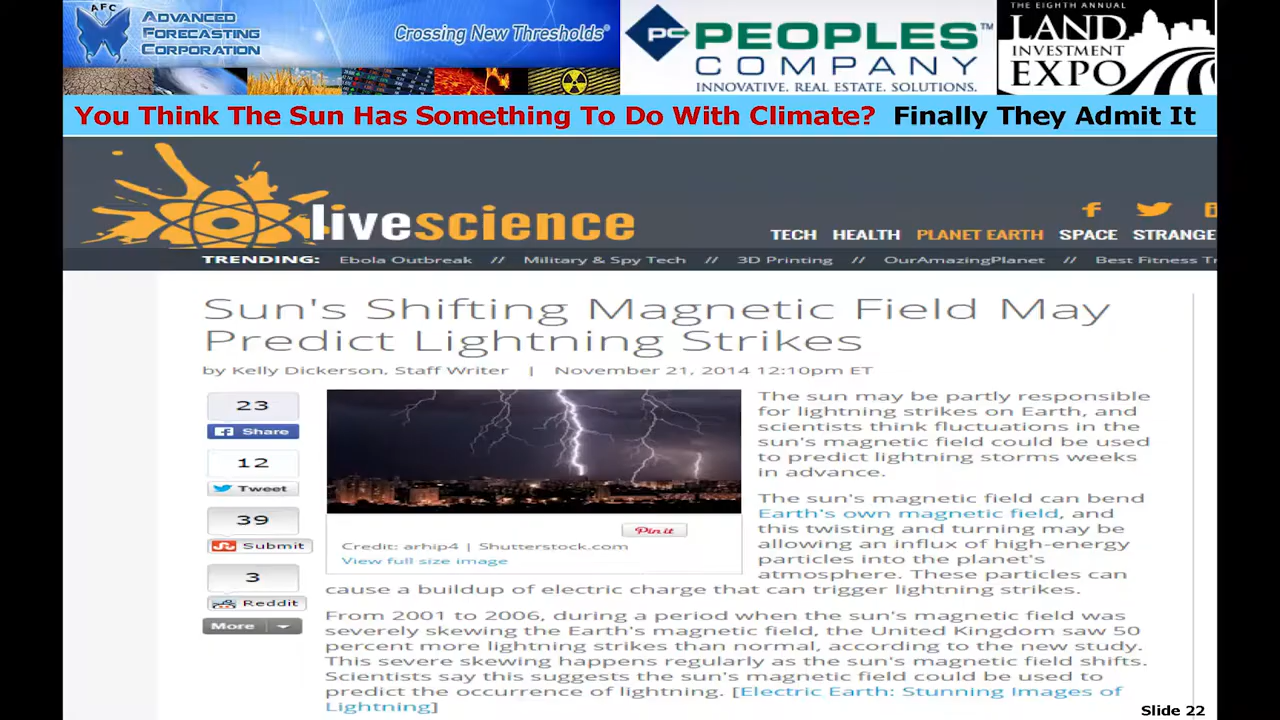 AFC
ADVANCED
FORECASTING
CORPORATION
Crossing New Thresholds®
PC PEOPLES™
COMPANY
INNOVATIVE. REAL ESTATE. SOLUTIONS.
THE EIGHTH ANNUAL
LAND
INVESTMENT
EXPO
You Think The Sun Has Something To Do With Climate? Finally They Admit It
livescience
TECH HEALTH PLANET EARTH SPACE STRANGE
TRENDING: Ebola Outbreak // Military & Spy Tech // 3D Printing // OurAmazingPlanet // Best Fitness Tr
Sun's Shifting Magnetic Field May
Predict Lightning Strikes
by Kelly Dickerson, Staff Writer | November 21, 2014 12:10pm ET
23
Share
12
Tweet
39
Submit
3
Reddit
More
Pin it
Credit: arhip4 | Shutterstock.com
View full size image
The sun may be partly responsible
for lightning strikes on Earth, and
scientists think fluctuations in the
sun's magnetic field could be used
to predict lightning storms weeks
in advance.
The sun's magnetic field can bend
Earth's own magnetic field, and
this twisting and turning may be
allowing an influx of high-energy
particles into the planet's
atmosphere. These particles can
cause a buildup of electric charge that can trigger lightning strikes.
From 2001 to 2006, during a period when the sun's magnetic field was
severely skewing the Earth's magnetic field, the United Kingdom saw 50
percent more lightning strikes than normal, according to the new study.
This severe skewing happens regularly as the sun's magnetic field shifts.
Scientists say this suggests the sun's magnetic field could be used to
predict the occurrence of lightning. [Electric Earth: Stunning Images of
Lightning]
Slide 22